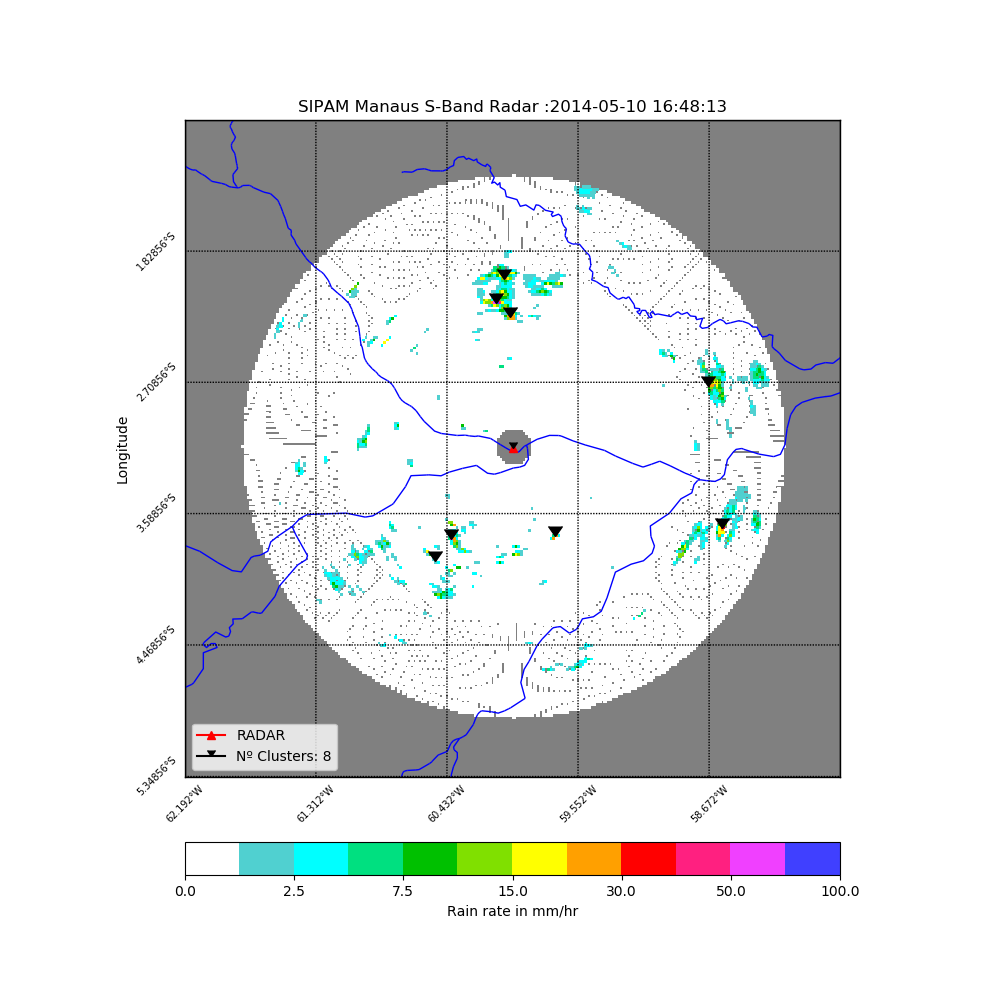 SIPAM Manaus S-Band Radar :2014-05-10 16:48:13
Longitude
1.82856°S
2.70856°S
3.58856°S
4.46856°S
5.34856°S
62.192°W
61.312°W
60.432°W
59.552°W
58.672°W
RADAR
Nº Clusters: 8
0.0 2.5 7.5 15.0 30.0 50.0 100.0
Rain rate in mm/hr